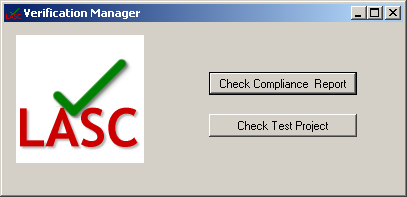 Verification Manager
LASC
Check Compliance Report
Check Test Project